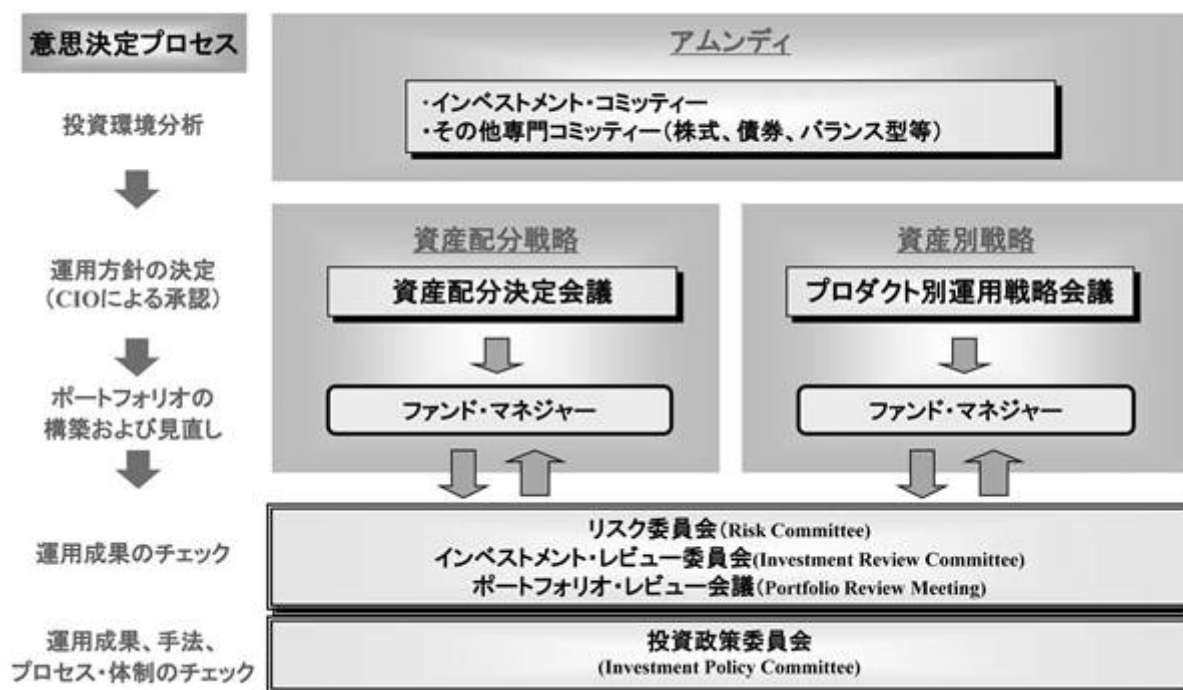 意思決定プロセス
アムンディ
投資環境分析
・インベストメント・コミッティー
・その他専門コミッティー(株式、債券、バランス型等)
資産配分戦略
資産別戦略
運用方針の決定
(CIOによる承認)
資産配分決定会議
プロダクト別運用戦略会議
ポートフォリオの
構築および見直し
ファンド・マネジャー
ファンド・マネジャー
運用成果のチェック
リスク委員会(Risk Committee)
インベストメント・レビュー委員会(Investment Review Committee)
ポートフォリオ・レビュー会議(Portfolio Review Meeting)
運用成果、手法、
プロセス・体制のチェック
投資政策委員会
(Investment Policy Committee)